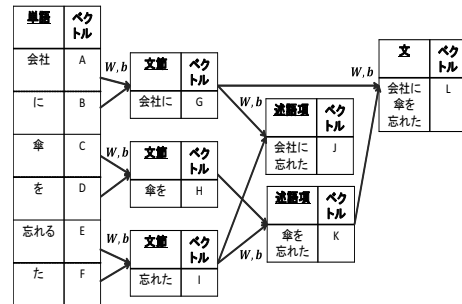 単語 ベク
トル
会社 A
に B
傘 C
を D
忘れる E
た F
W, b
W, b
W, b
文節 ベク
トル
会社に G
文節 ベク
トル
傘を H
文節 ベク
トル
忘れた I
W, b
W, b
述語項 ベク
トル
会社に
忘れた J
述語項 ベク
トル
傘を
忘れた K
W, b
文 ベク
トル
会社に
傘を
忘れた L